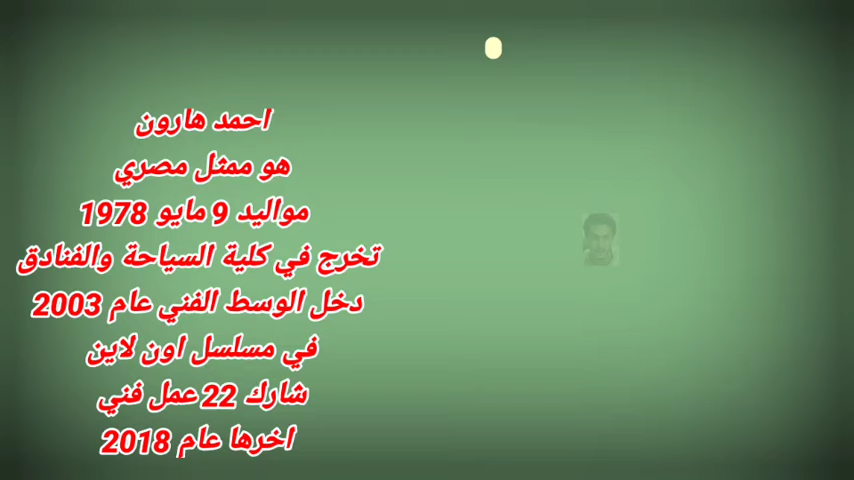 احمد هارون
هو ممثل مصري
مواليد 9 مايو 1978
تخرج في كلية السياحة والفنادق
دخل الوسط الفني عام 2003
في مسلسل اون لاين
شارك 22 عمل فني
اخرها عام 2018